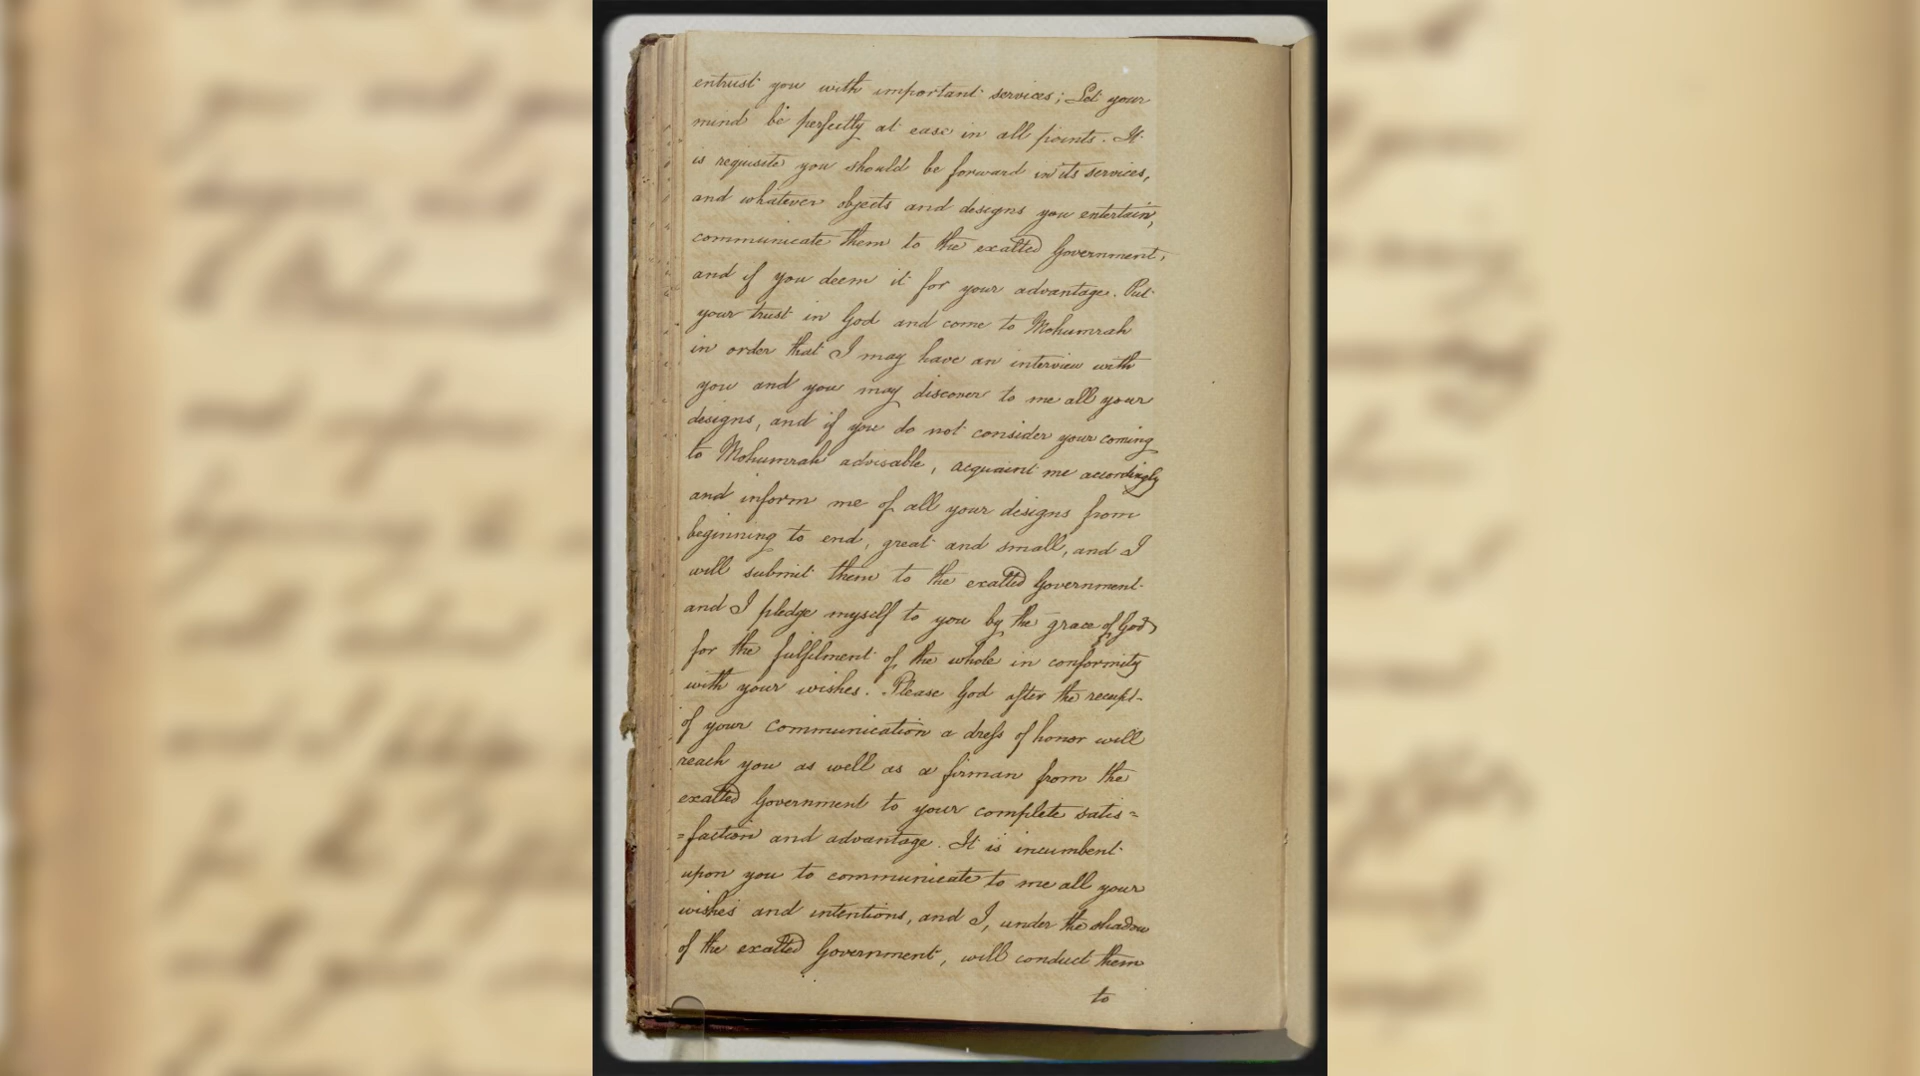 entrust you with important services; Let your
mind be perfectly at ease in all points. It
is requisite you should be forward in its services,
and whatever objects and designs you entertain,
communicate them to the exalted Government,
and if you deem it for your advantage. Put
your trust in God and come to Mohumrah
in order that I may have an interview with
you and you may discover to me all your
designs, and if you do not consider your coming
to Mohumrah advisable, acquaint me accordingly
and inform me of all your designs from
beginning to end, great and small, and I
will submit them to the exalted Government
and I pledge myself to you by the grace of God
for the fulfilment of the whole in conformity
with your wishes. Please God after the receipt
of your communication a dress of honor will
reach you as well as a firman from the
exalted Government to your complete satis=
=faction and advantage. It is incumbent
upon you to communicate to me all your
wishes and intentions, and I, under the shadow
of the exalted Government, will conduct them
to